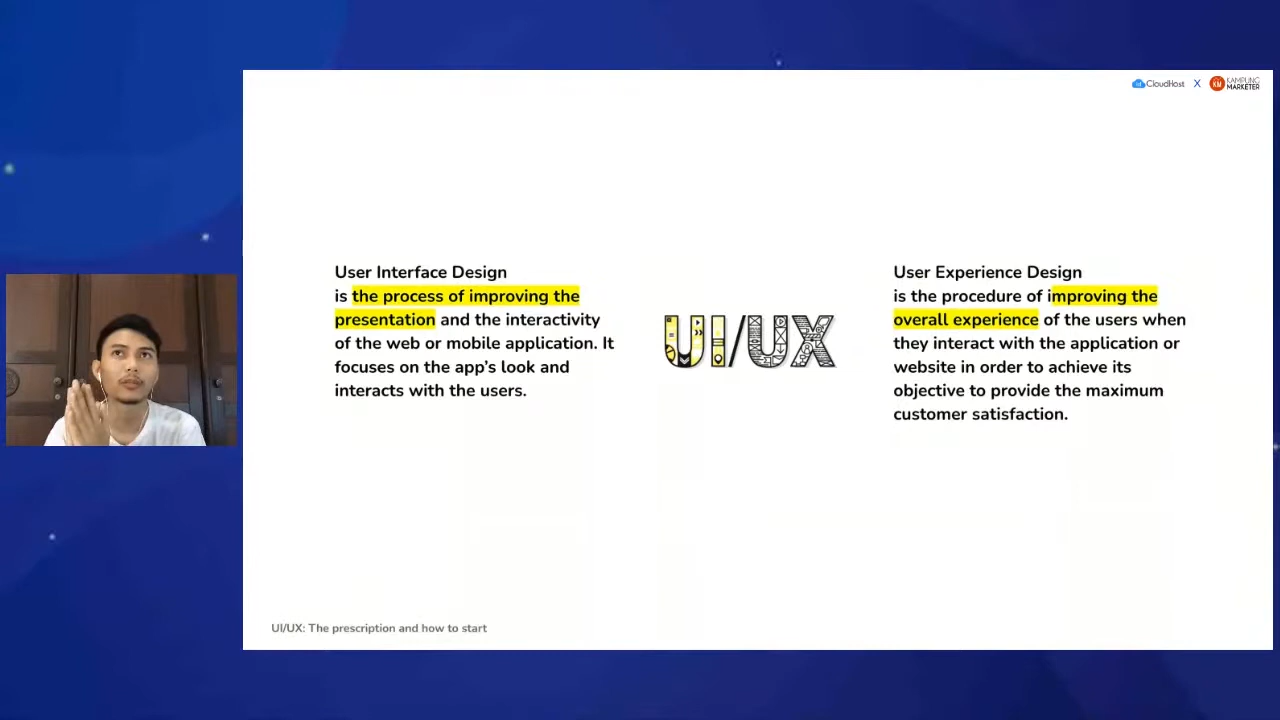 CloudHost X KAMPUNG
KM MARKETER
User Interface Design
is the process of improving the
presentation and the interactivity
of the web or mobile application. It
focuses on the app's look and
interacts with the users.
UI/UX
User Experience Design
is the procedure of improving the
overall experience of the users when
they interact with the application or
website in order to achieve its
objective to provide the maximum
customer satisfaction.
UI/UX: The prescription and how to start